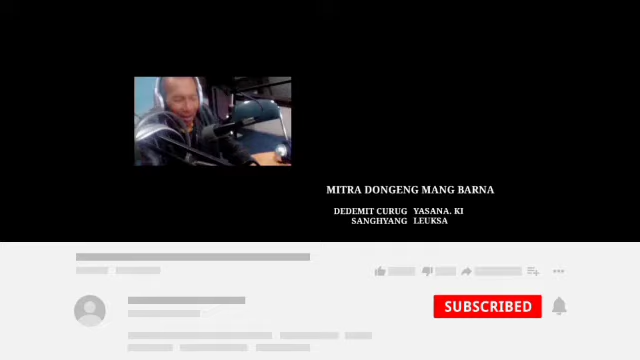 MITRA DONGENG MANG BARNA
DEDEMIT CURUG YASANA. KI
SANGHYANG LEUKSA
SUBSCRIBED